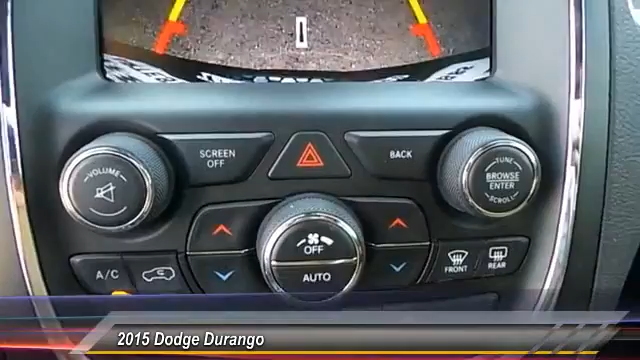 VOLUME
SCREEN
OFF
BACK
TUNE
BROWSE
ENTER
SCROLL
OFF
AUTO
A/C
FRONT
REAR
2015 Dodge Durango